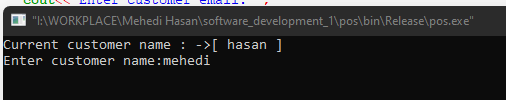 cout<<"Enter customer email: ";
"I:\WORKPLACE\Mehedi Hasan\software_development_1\pos\bin\Release\pos.exe"
Current customer name : ->[ hasan ]
Enter customer name:mehedi